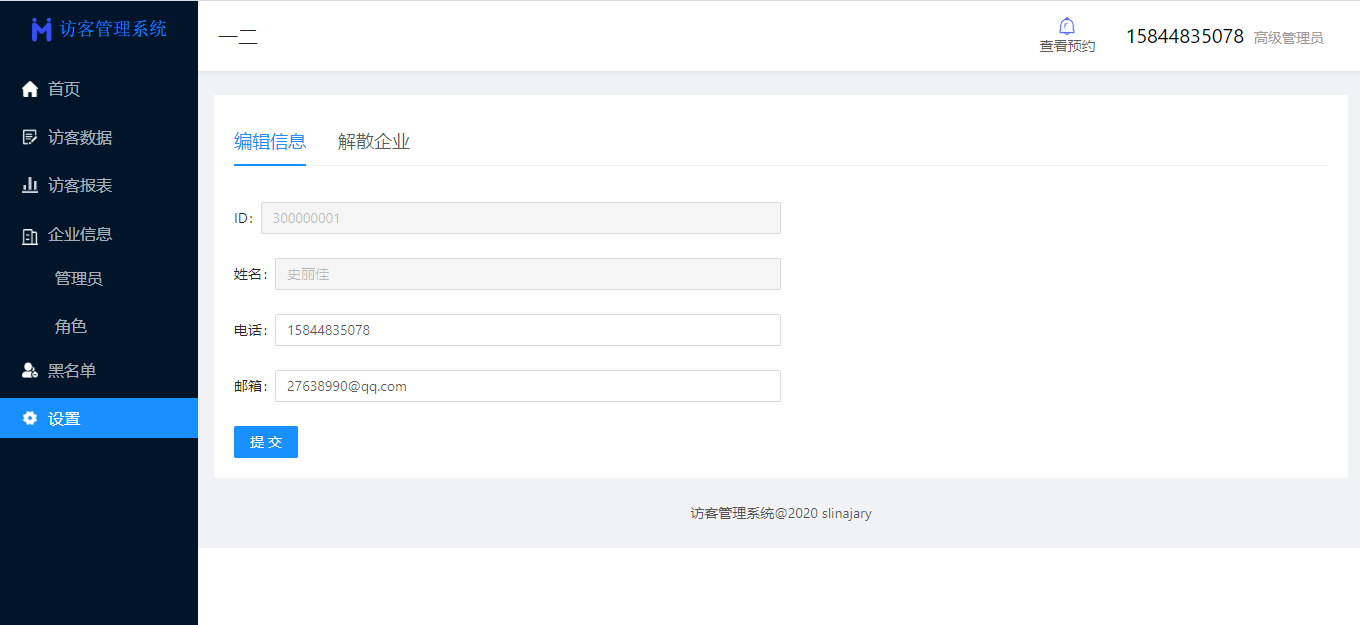 访客管理系统
一二
查看预约
15844835078 高级管理员
首页
访客数据
访客报表
企业信息
管理员
角色
黑名单
设置
编辑信息 解散企业
ID: 300000001
姓名: 史丽佳
电话: 15844835078
邮箱: 27638990@qq.com
提 交
访客管理系统@2020 slinajary